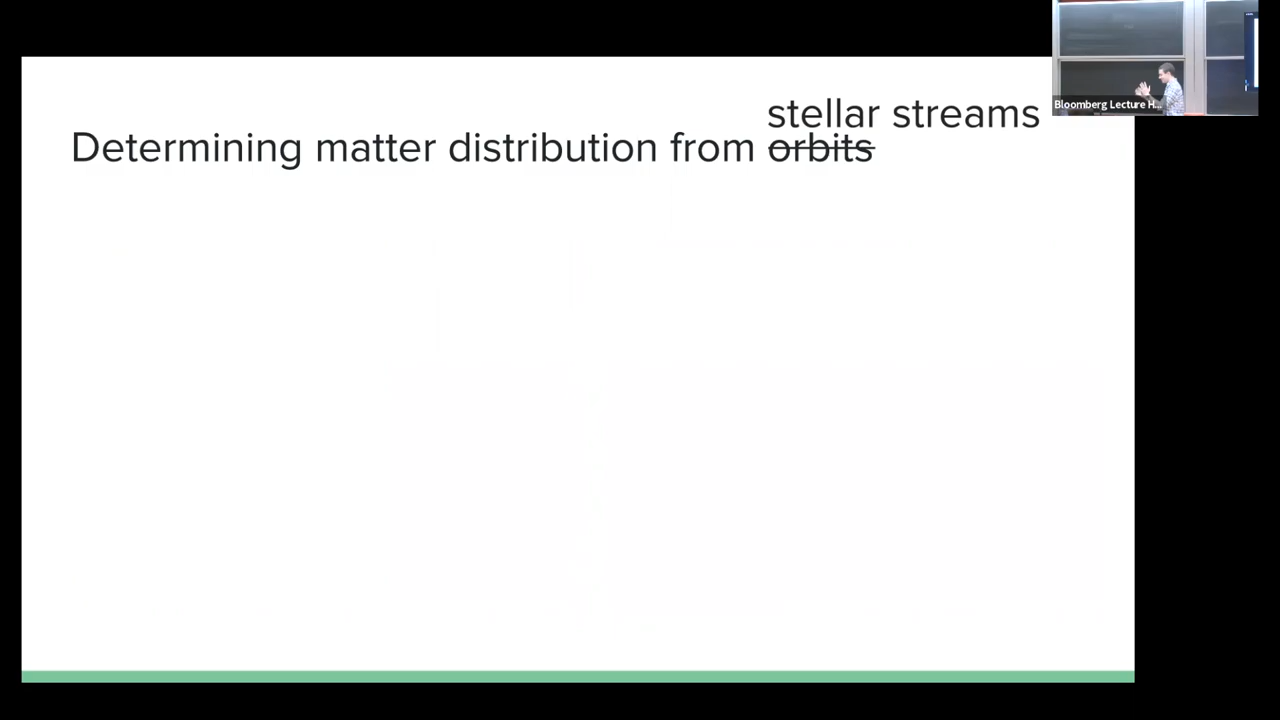 stellar streams
Determining matter distribution from orbits
Bloomberg Lecture H...